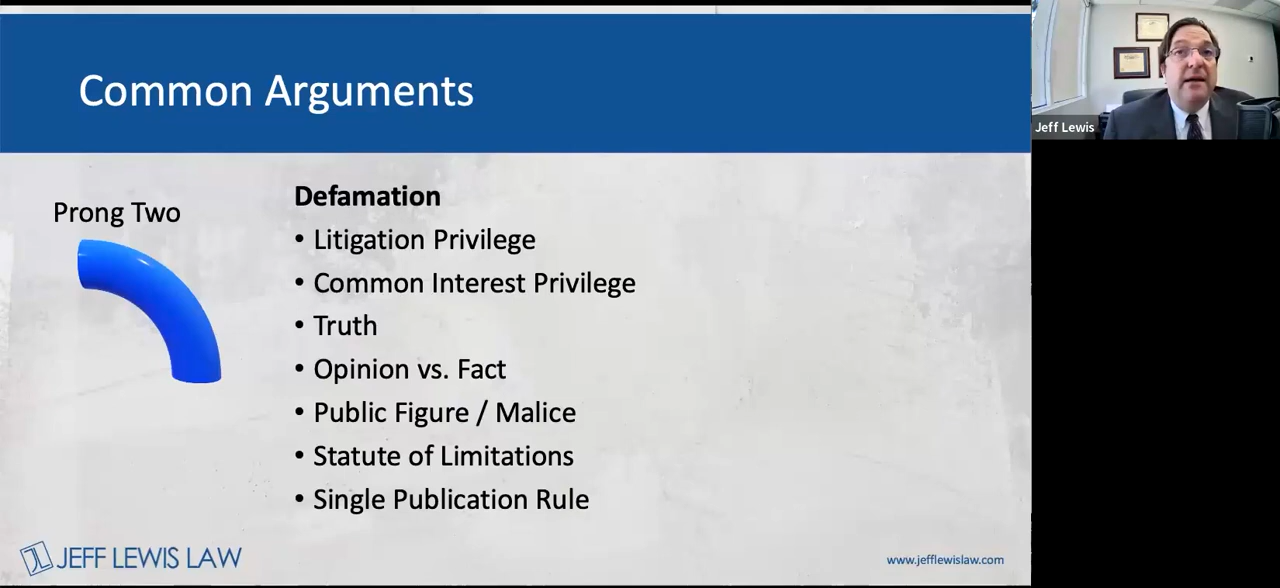 Common Arguments
Jeff Lewis
Prong Two
Defamation
• Litigation Privilege
• Common Interest Privilege
• Truth
• Opinion vs. Fact
• Public Figure / Malice
• Statute of Limitations
• Single Publication Rule
JEFF LEWIS LAW
www.jefflewislaw.com